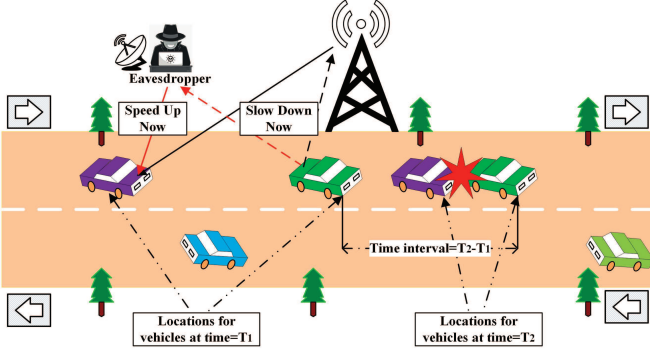 Eavesdropper
Speed Up
Now
Slow Down
Now
Time interval=T2-T1
Locations for
vehicles at time=T1
Locations for
vehicles at time=T2